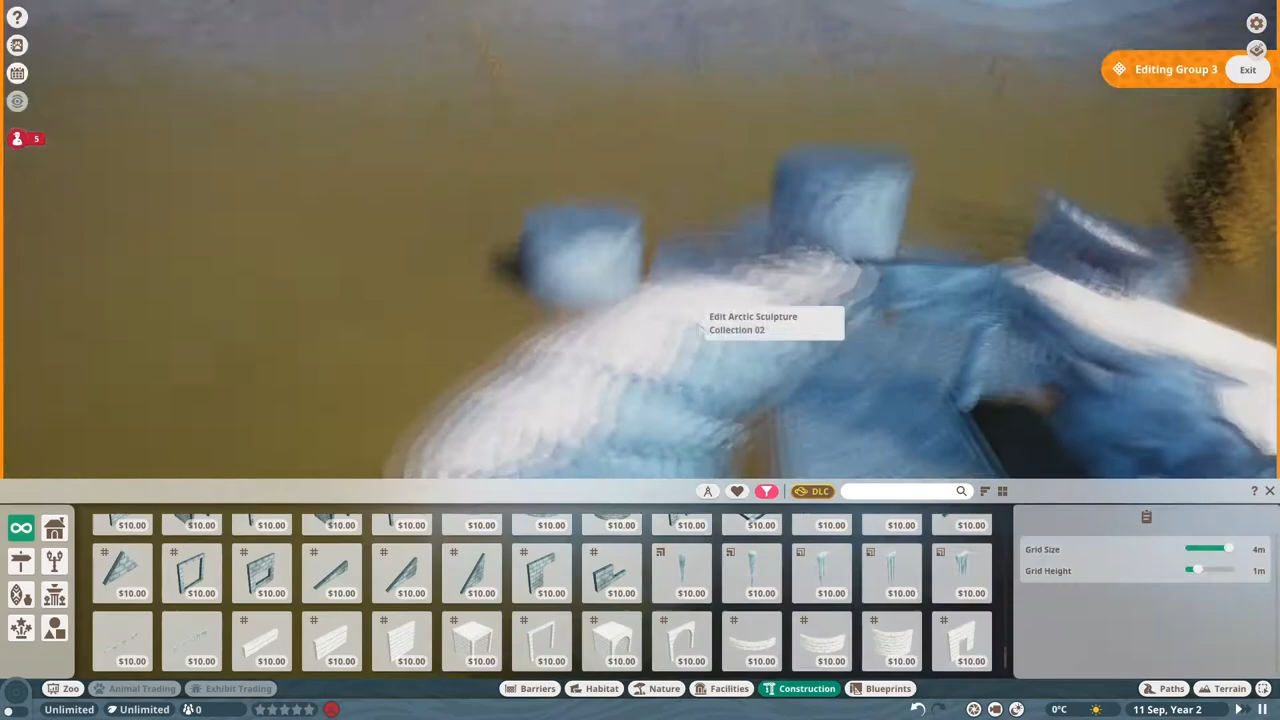 ?
Editing Group 3
Exit
5
Edit Arctic Sculpture
Collection 02
DLC
?
$10.00 $10.00 $10.00 $10.00 $10.00 $10.00 $10.00 $10.00 $10.00 $10.00 $10.00 $10.00 $10.00
Grid Size 4m
Grid Height 1m
$10.00 $10.00 $10.00 $10.00 $10.00 $10.00 $10.00 $10.00 $10.00 $10.00 $10.00 $10.00 $10.00
$10.00 $10.00 $10.00 $10.00 $10.00 $10.00 $10.00 $10.00 $10.00 $10.00 $10.00 $10.00 $10.00
Zoo Animal Trading Exhibit Trading Barriers Habitat Nature Facilities Construction Blueprints Paths Terrain
Unlimited Unlimited 0 0°C 11 Sep, Year 2